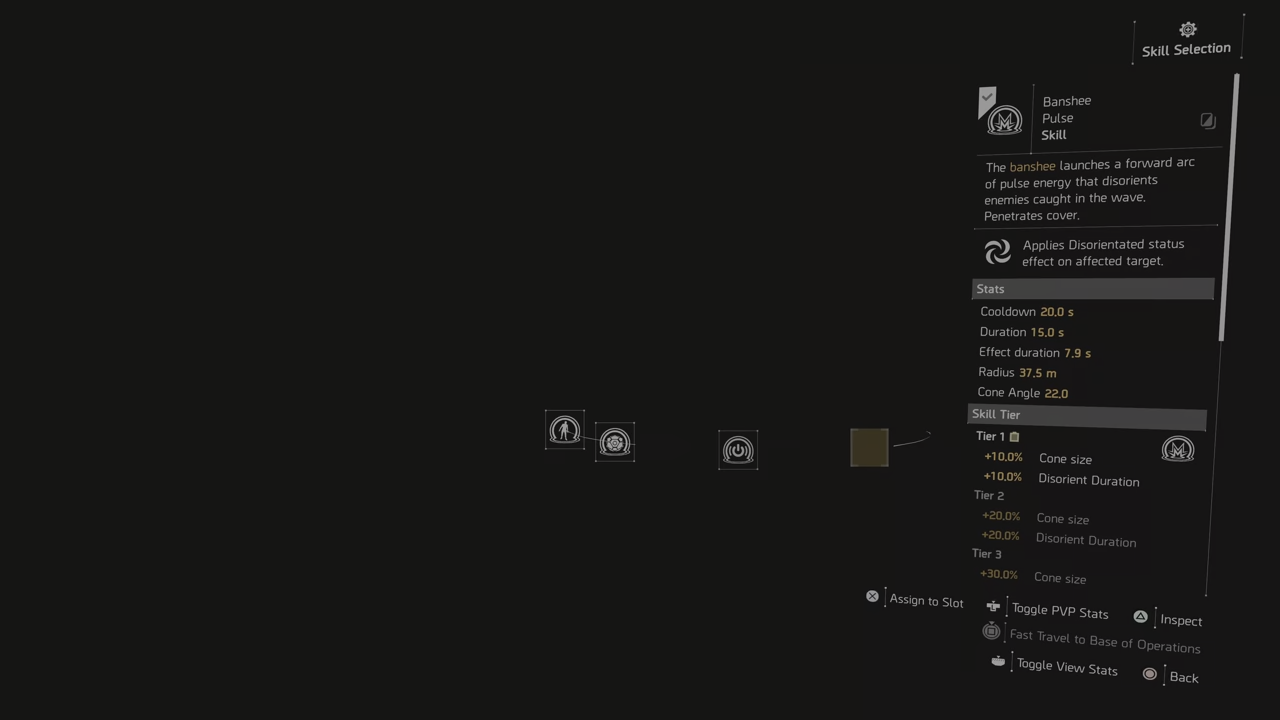 Skill Selection
Banshee
Pulse
Skill
The banshee launches a forward arc
of pulse energy that disorients
enemies caught in the wave.
Penetrates cover.
Applies Disorientated status
effect on affected target.
Stats
Cooldown 20.0 s
Duration 15.0 s
Effect duration 7.9 s
Radius 37.5 m
Cone Angle 22.0
Skill Tier
Tier 1
+10.0% Cone size
+10.0% Disorient Duration
Tier 2
+20.0% Cone size
+20.0% Disorient Duration
Tier 3
+30.0% Cone size
Assign to Slot
Toggle PVP Stats
Inspect
Fast Travel to Base of Operations
Toggle View Stats
Back